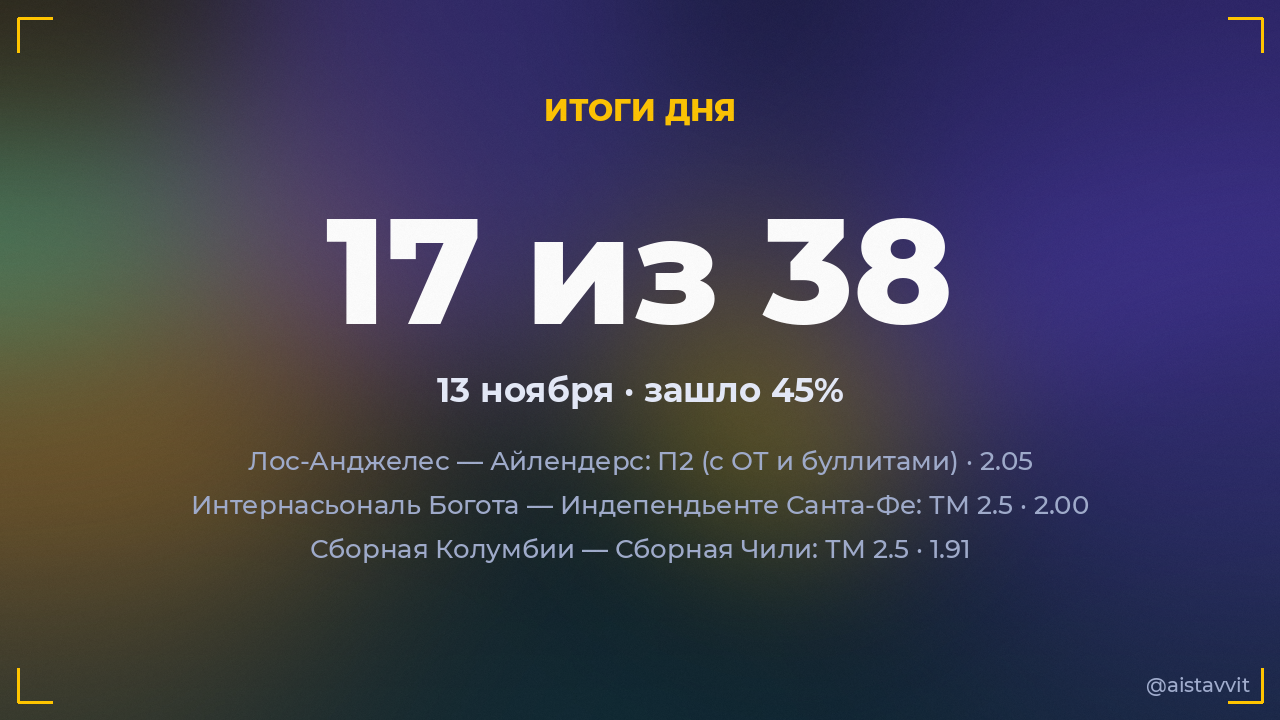 ИТОГИ ДНЯ
17 из 38
13 ноября · зашло 45%
Лос-Анджелес — Айлендерс: П2 (с ОТ и буллитами) · 2.05
Интернасьональ Богота — Индепендьенте Санта-Фе: ТМ 2.5 · 2.00
Сборная Колумбии — Сборная Чили: ТМ 2.5 · 1.91
@aistavvit